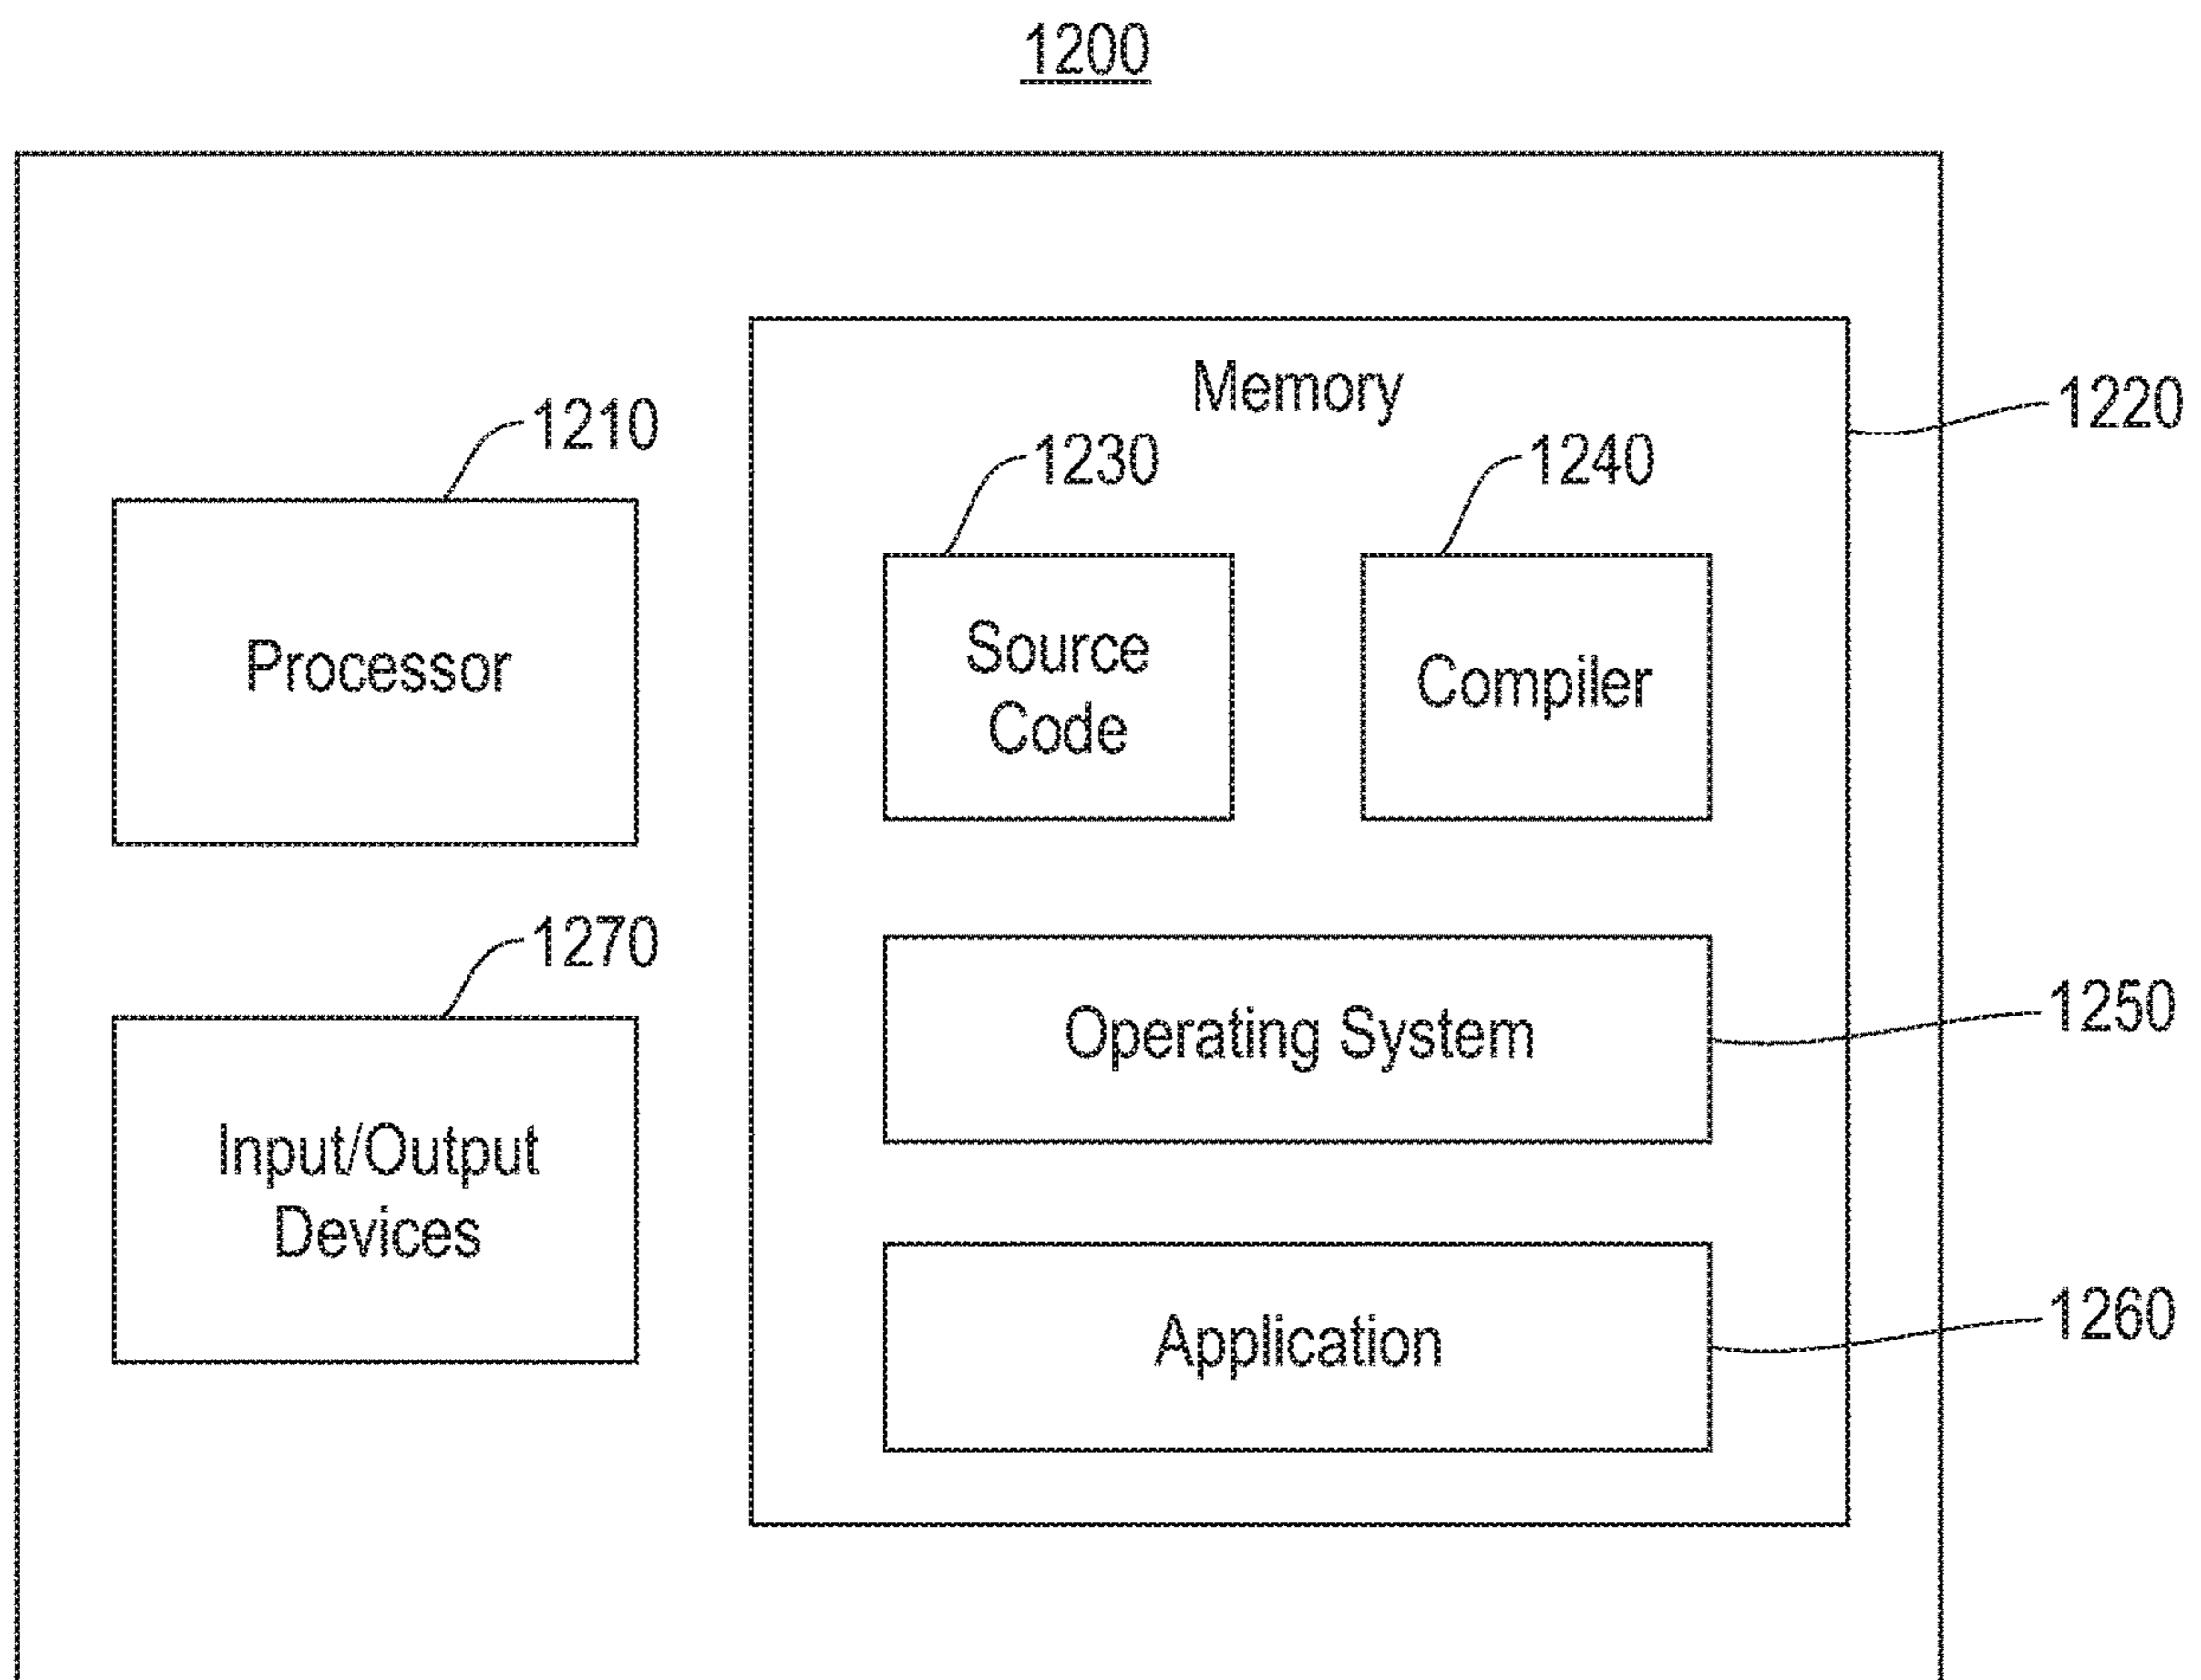 1200
Memory
1220
1210
1230
1240
Processor
Source
Code
Compiler
1270
Input/Output
Devices
Operating System
1250
Application
1260